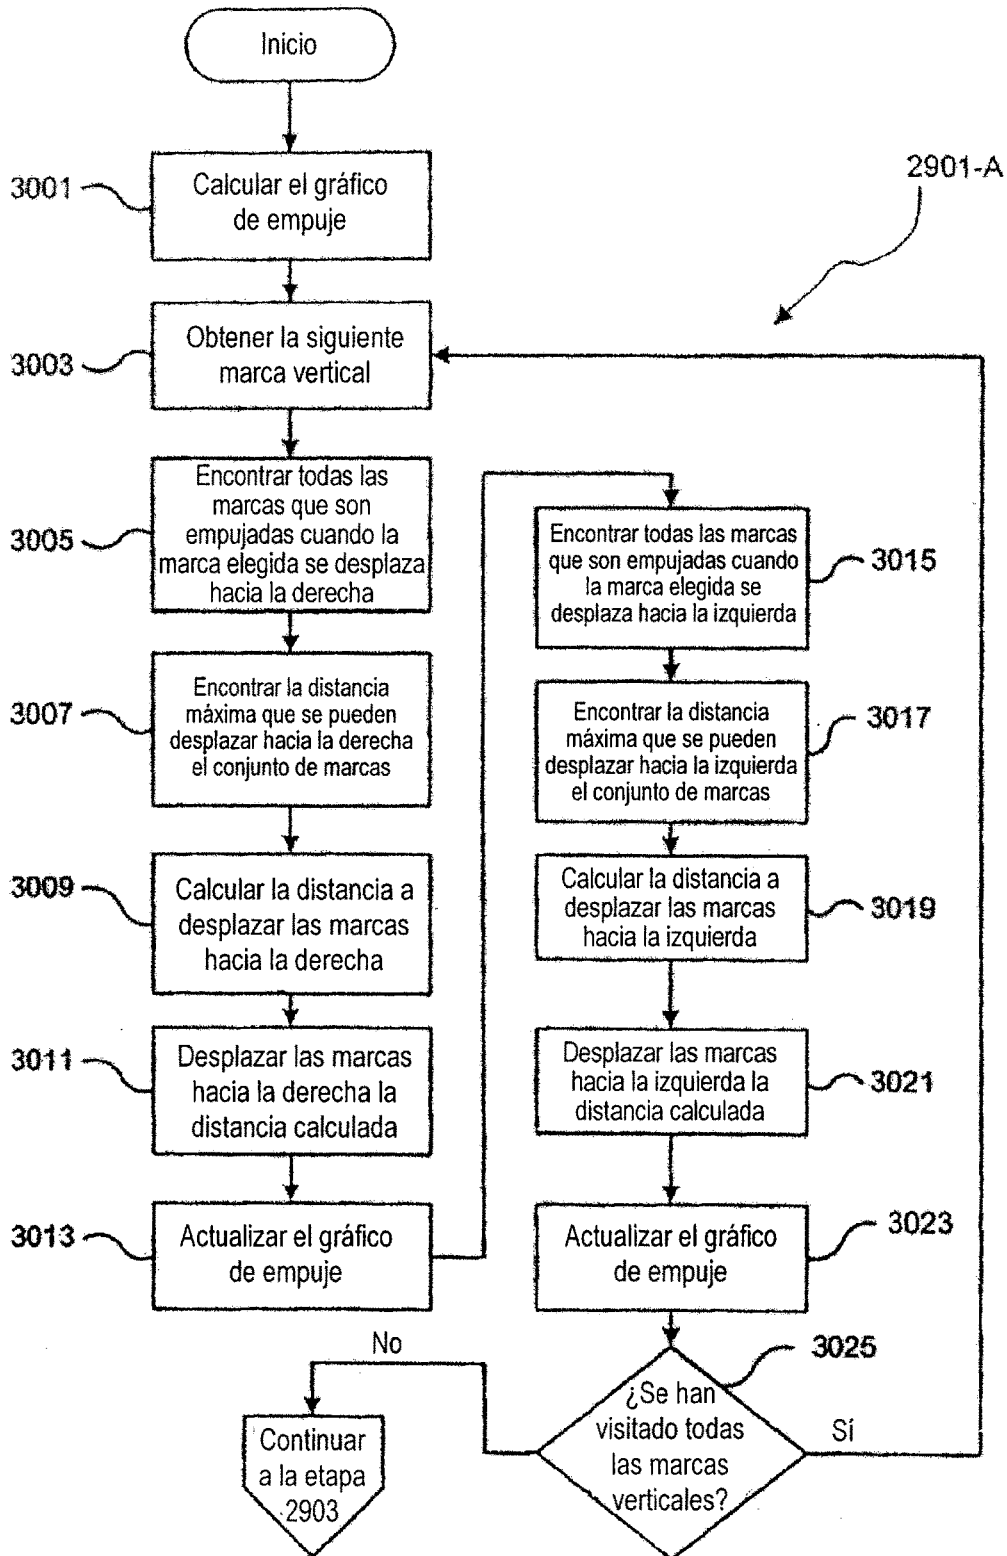 Inicio
2901-A
3001
Calcular el gráfico
de empuje
3003
Obtener la siguiente
marca vertical
3005
Encontrar todas las
marcas que son
empujadas cuando la
marca elegida se desplaza
hacia la derecha
3007
Encontrar la distancia
máxima que se pueden
desplazar hacia la derecha
el conjunto de marcas
3009
Calcular la distancia a
desplazar las marcas
hacia la derecha
3011
Desplazar las marcas
hacia la derecha la
distancia calculada
3013
Actualizar el gráfico
de empuje
Encontrar todas las marcas
que son empujadas cuando
la marca elegida se
desplaza hacia la izquierda
3015
Encontrar la distancia
máxima que se pueden
desplazar hacia la izquierda
el conjunto de marcas
3017
Calcular la distancia a
desplazar las marcas
hacia la izquierda
3019
Desplazar las marcas
hacia la izquierda la
distancia calculada
3021
Actualizar el gráfico
de empuje
3023
3025
¿Se han
visitado todas
las marcas
verticales?
Sí
No
Continuar
a la etapa
2903